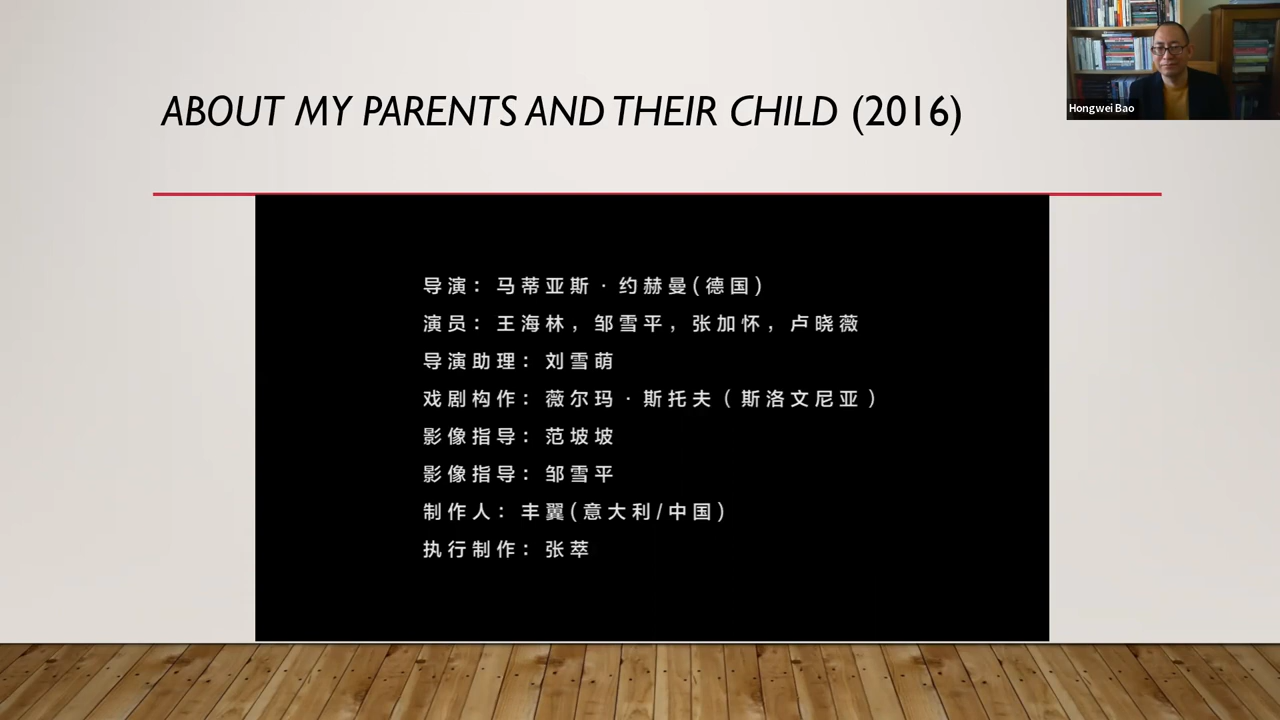 ABOUT MY PARENTS AND THEIR CHILD (2016)
Hongwei Bao
导演：马蒂亚斯·约赫曼(德国)
演员：王海林，邹雪平，张加怀，卢晓薇
导演助理：刘雪萌
戏剧构作：薇尔玛·斯托夫（斯洛文尼亚）
影像指导：范坡坡
影像指导：邹雪平
制作人：丰翼(意大利/中国)
执行制作：张萃